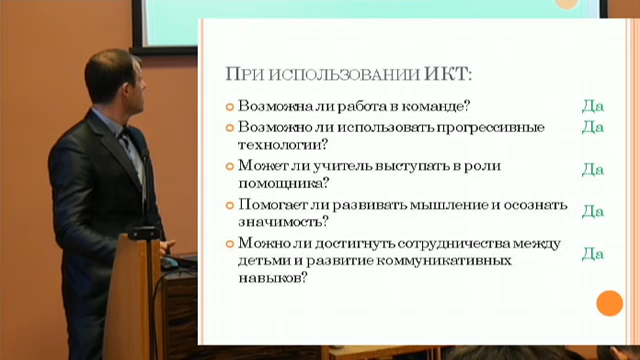 ПРИ ИСПОЛЬЗОВАНИИ ИКТ:
Возможна ли работа в команде? Да
Возможно ли использовать прогрессивные Да
технологии?
Может ли учитель выступать в роли Да
помощника?
Помогает ли развивать мышление и осознать Да
значимость?
Можно ли достигнуть сотрудничества между
детьми и развитие коммуникативных Да
навыков?